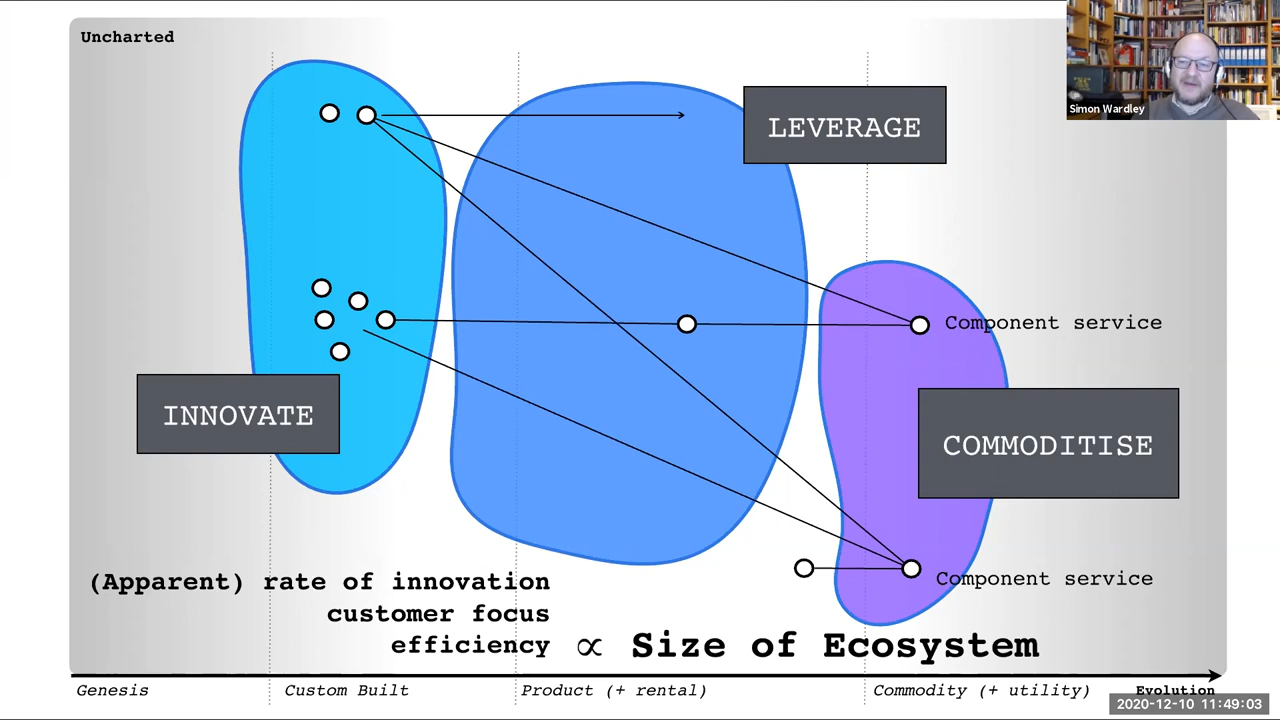 Uncharted
Simon Wardley
LEVERAGE
Component service
INNOVATE
COMMODITISE
(Apparent) rate of innovation
customer focus
efficiency ∝ Size of Ecosystem
Component service
Genesis
Custom Built
Product (+ rental)
Commodity (+ utility)
Evolution
2020-12-10 11:49:03